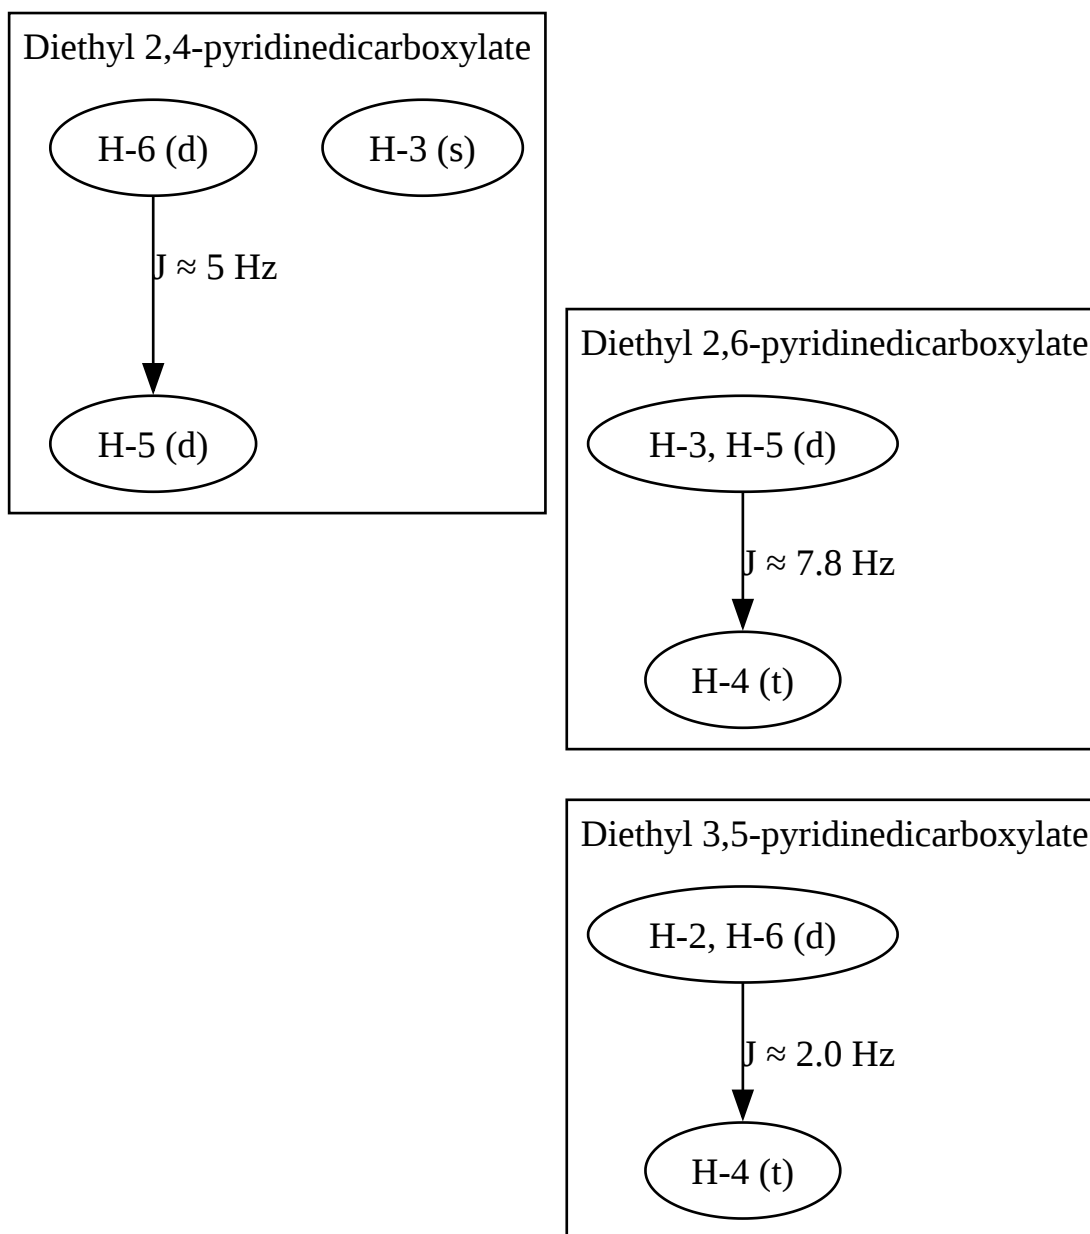 Diethyl 2,4-pyridinedicarboxylate
H-6 (d)
H-3 (s)
J ≈ 5 Hz
H-5 (d)
Diethyl 2,6-pyridinedicarboxylate
H-3, H-5 (d)
J ≈ 7.8 Hz
H-4 (t)
Diethyl 3,5-pyridinedicarboxylate
H-2, H-6 (d)
J ≈ 2.0 Hz
H-4 (t)